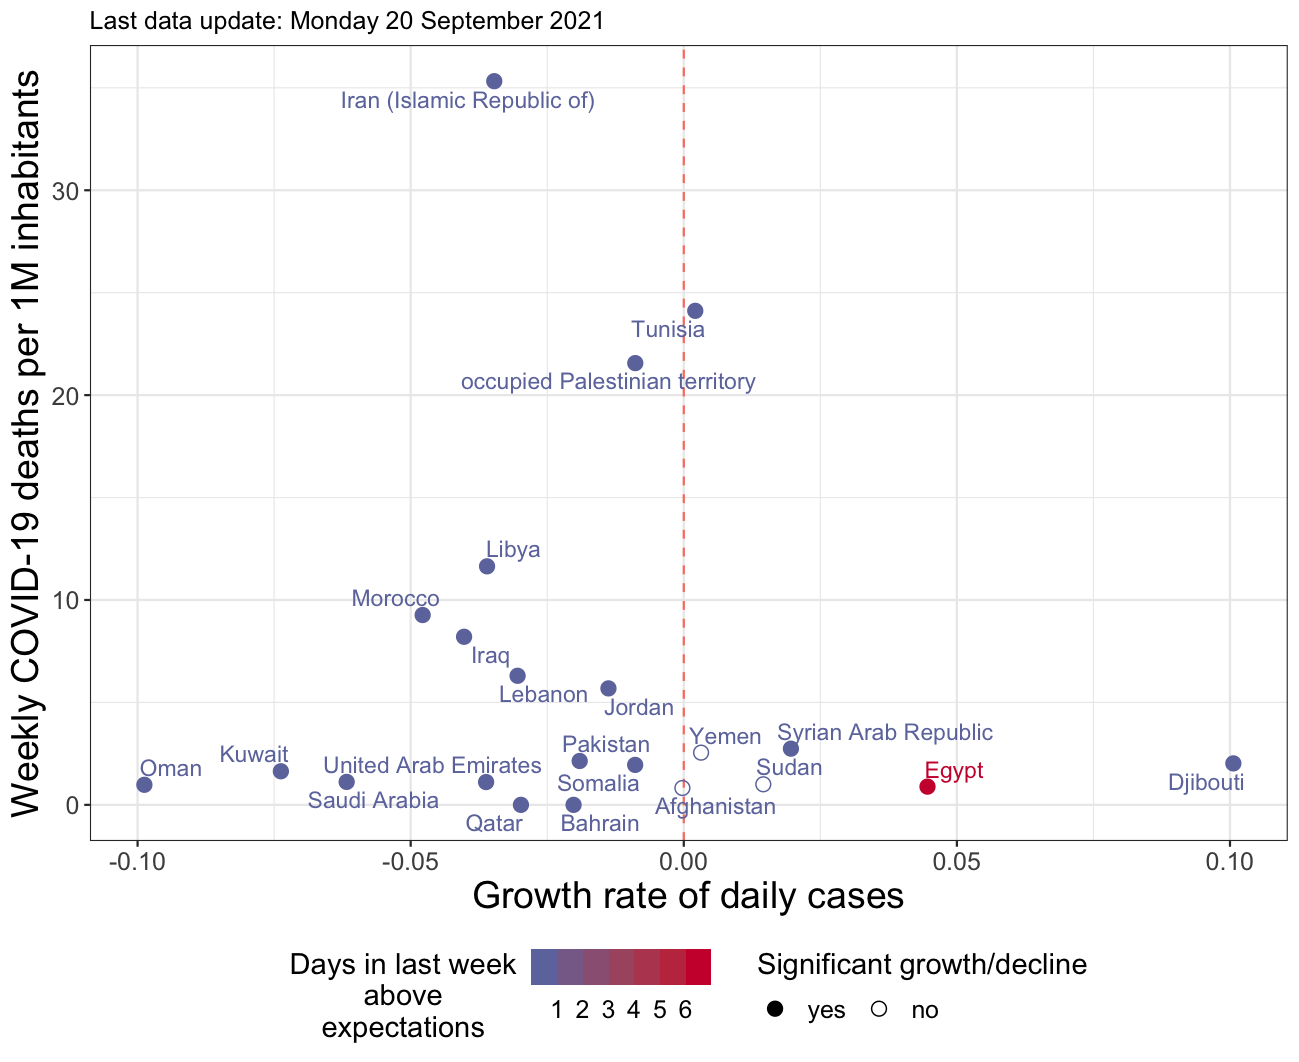 Last data update: Monday 20 September 2021
Weekly COVID-19 deaths per 1M inhabitants
30
20
10
0
Iran (Islamic Republic of)
Tunisia
occupied Palestinian territory
Libya
Morocco
Iraq
Lebanon
Jordan
Yemen
Syrian Arab Republic
Pakistan
Kuwait
United Arab Emirates
Oman
Sudan
Egypt
Somalia
Djibouti
Saudi Arabia
Afghanistan
Qatar
Bahrain
-0.10
-0.05
0.00
0.05
0.10
Growth rate of daily cases
Days in last week
above
expectations
1 2 3 4 5 6
Significant growth/decline
yes
no